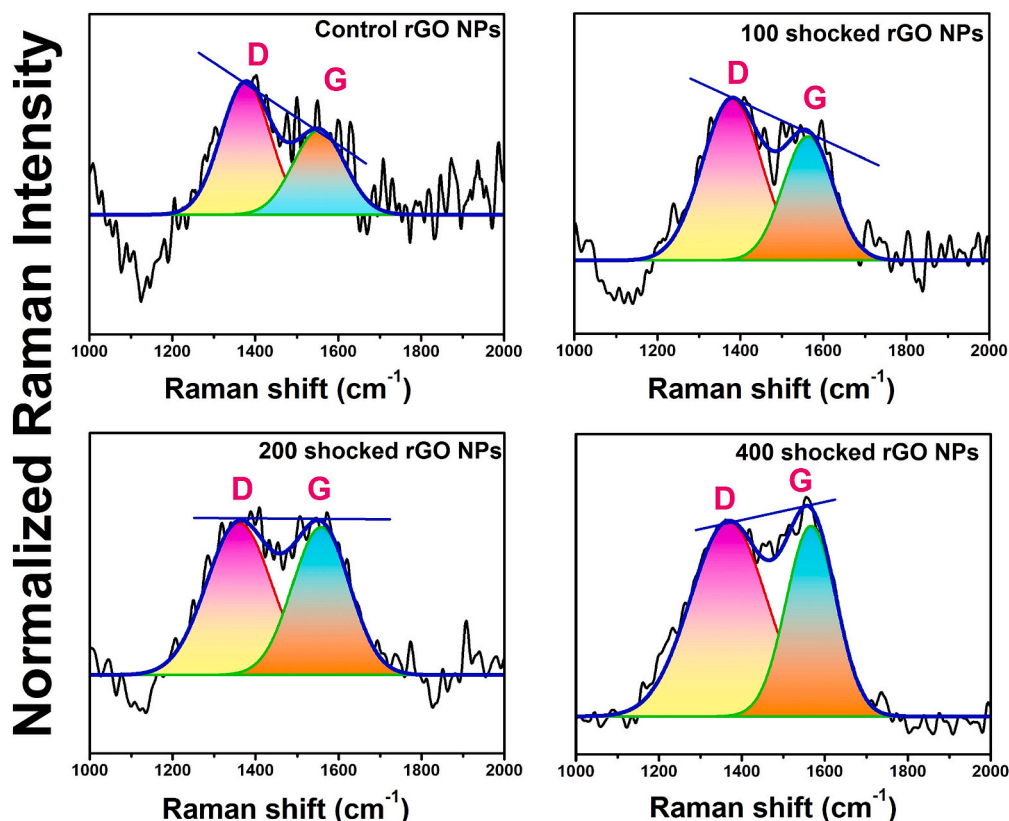 Normalized Raman Intensity
Control rGO NPs
D
G
1000 1200 1400 1600 1800 2000
Raman shift (cm⁻¹)
100 shocked rGO NPs
D
G
1000 1200 1400 1600 1800 2000
Raman shift (cm⁻¹)
200 shocked rGO NPs
D G
1000 1200 1400 1600 1800 2000
Raman shift (cm⁻¹)
400 shocked rGO NPs
G
D
1000 1200 1400 1600 1800 2000
Raman shift (cm⁻¹)